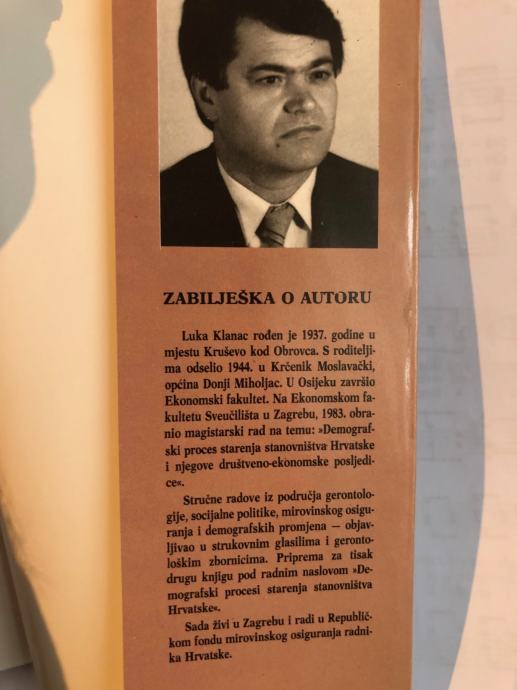 ZABILJEŠKA O AUTORU
Luka Klanac rođen je 1937. godine u
mjestu Kruševo kod Obrovca. S roditelji-
ma odselio 1944. u Krčenik Moslavački,
općina Donji Miholjac. U Osijeku završio
Ekonomski fakultet. Na Ekonomskom fa-
kultetu Sveučilišta u Zagrebu, 1983. obra-
nio magistarski rad na temu: »Demograf-
ski proces starenja stanovništva Hrvatske
i njegove društveno-ekonomske posljedi-
ce«.
Stručne radove iz područja gerontolo-
gije, socijalne politike, mirovinskog osigu-
ranja i demografskih promjena — objav-
ljivao u strukovnim glasilima i geronto-
loškim zbornicima. Priprema za tisak
drugu knjigu pod radnim naslovom »De-
mografski procesi starenja stanovništva
Hrvatske«.
Sada živi u Zagrebu i radi u Republič-
kom fondu mirovinskog osiguranja radni-
ka Hrvatske.